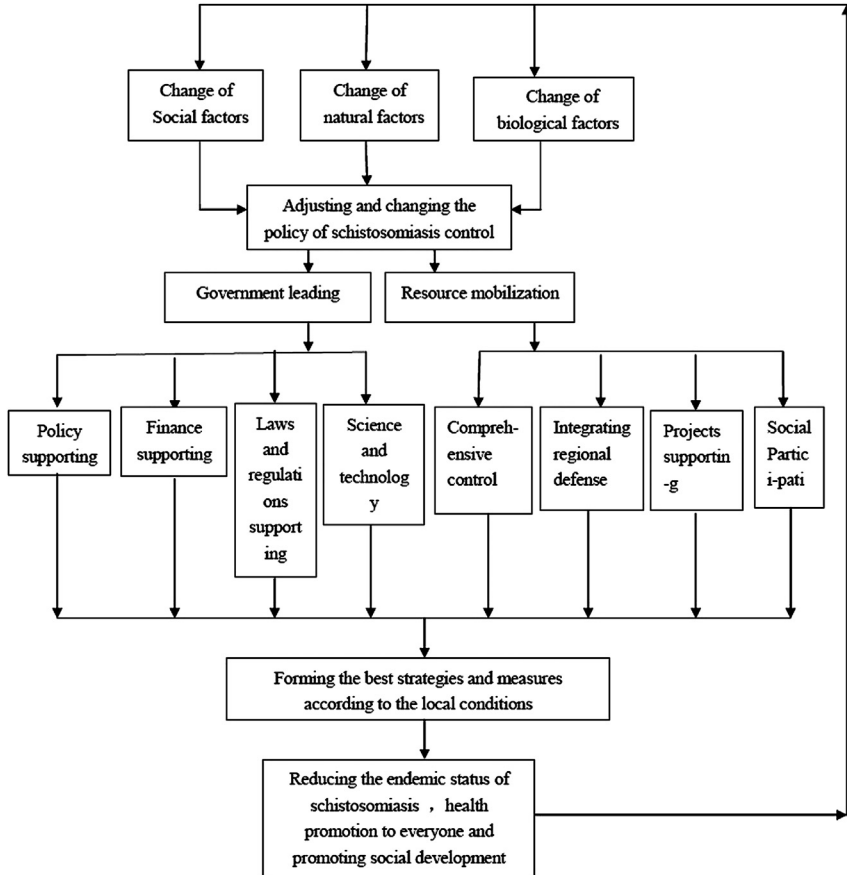 Change of
Social factors
Change of
natural factors
Change of
biological factors
Adjusting and changing the
policy of schistosomiasis control
Government leading
Resource mobilization
Policy
supporting
Finance
supporting
Laws
and
regulati
ons
support
ing
Science
and
technolog
y
Compreh-
ensive
control
Integrating
regional
defense
Projects
supportin
-g
Social
Partic
i-pati
Forming the best strategies and measures
according to the local conditions
Reducing the endemic status of
schistosomiasis , health
promotion to everyone and
promoting social development